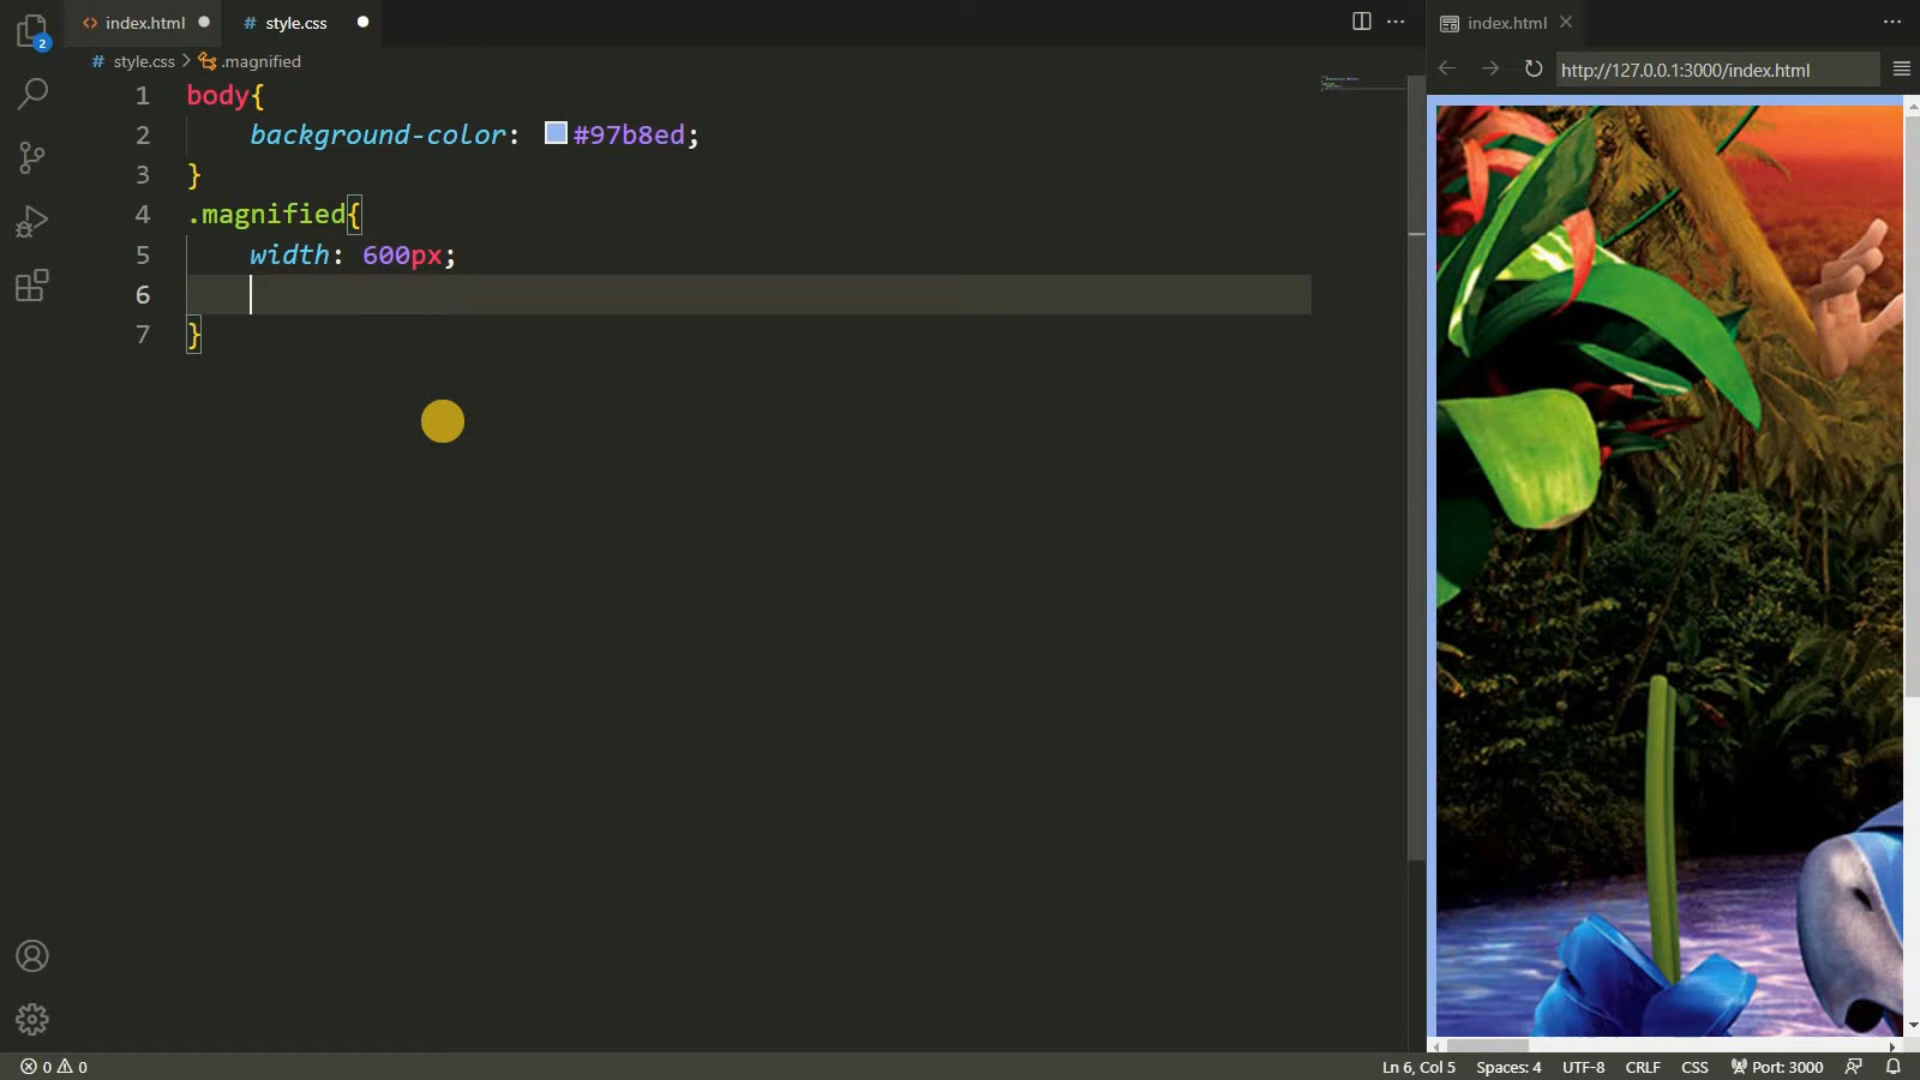 index.html
style.css
index.html
# style.css > .magnified
http://127.0.0.1:3000/index.html
1 body{
2 background-color: #97b8ed;
3 }
4 .magnified{
5 width: 600px;
6
7 }
2
0 0
Ln 6, Col 5 Spaces: 4 UTF-8 CRLF CSS Port: 3000